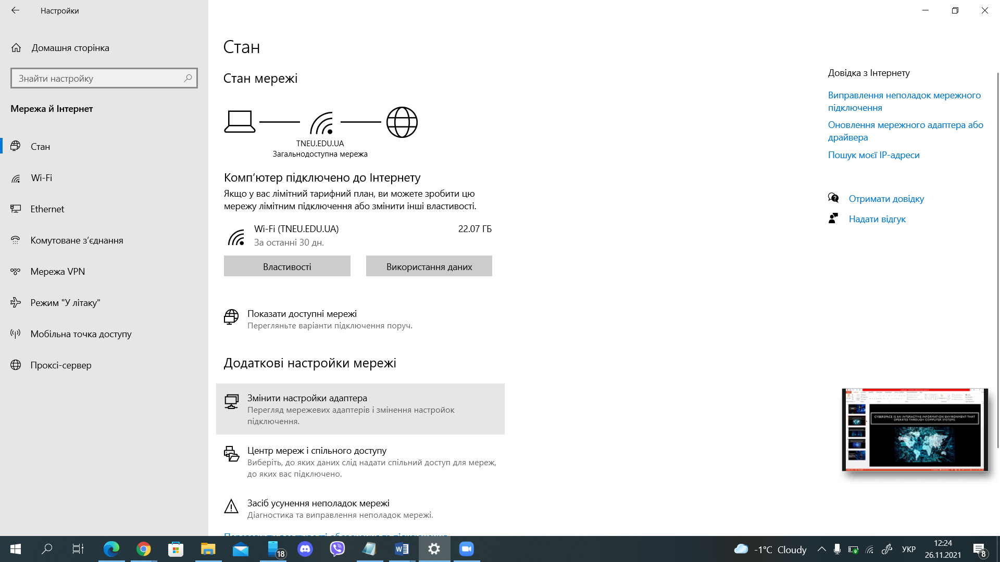 Настройки
Домашня сторінка
Знайти настройку
Мережа й Інтернет
Стан
Wi-Fi
Ethernet
Комутоване з’єднання
Мережа VPN
Режим "У літаку"
Мобільна точка доступу
Проксі-сервер
Стан
Стан мережі
TNEU.EDU.UA
Загальнодоступна мережа
Комп’ютер підключено до Інтернету
Якщо у вас лімітний тарифний план, ви можете зробити цю
мережу лімітним підключення або змінити інші властивості.
Wi-Fi (TNEU.EDU.UA)
22.07 ГБ
За останні 30 дн.
Властивості
Використання даних
Показати доступні мережі
Перегляньте варіанти підключення поруч.
Додаткові настройки мережі
Змінити настройки адаптера
Перегляд мережевих адаптерів і змінення настройок
підключення.
Центр мереж і спільного доступу
Виберіть, до яких даних слід надати спільний доступ для мереж,
до яких вас підключено.
Засіб усунення неполадок мережі
Діагностика та виправлення неполадок мережі.
Довідка з Інтернету
Виправлення неполадок мережного
підключення
Оновлення мережного адаптера або
драйвера
Пошук моєї IP-адреси
Отримати довідку
Надати відгук
CYBERSPACE IS AN INTERACTIVE INFORMATION ENVIRONMENT THAT
OPERATES THROUGH COMPUTER SYSTEMS.
18
-1°C Cloudy
УКР
12:24
26.11.2021
8